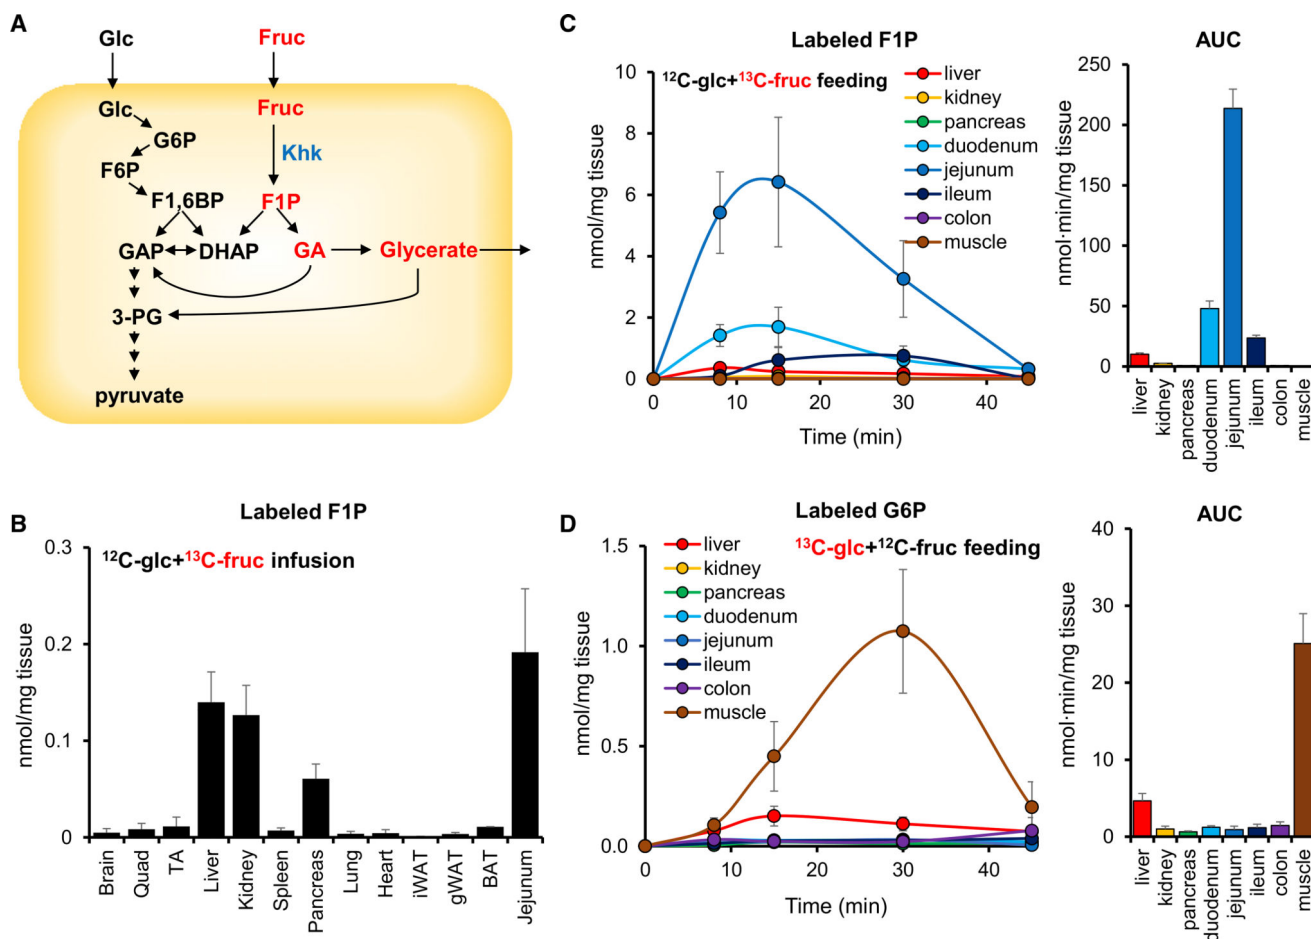 A
Glc
Fruc
Glc
Fruc
G6P
Khk
F6P
F1,6BP
F1P
GAP
DHAP
GA
Glycerate
3-PG
pyruvate
B
Labeled F1P
¹²C-glc+¹³C-fruc infusion
nmol/mg tissue
0.3
0.2
0.1
0
Brain
Quad
TA
Liver
Kidney
Spleen
Pancreas
Lung
Heart
iWAT
gWAT
BAT
Jejunum
C
Labeled F1P
¹²C-glc+¹³C-fruc feeding
liver
kidney
pancreas
duodenum
jejunum
ileum
colon
muscle
nmol/mg tissue
10
8
6
4
2
0
0
10
20
30
40
Time (min)
AUC
nmol·min/mg tissue
250
200
150
100
50
0
liver
kidney
pancreas
duodenum
jejunum
ileum
colon
muscle
D
Labeled G6P
¹³C-glc+¹²C-fruc feeding
liver
kidney
pancreas
duodenum
jejunum
ileum
colon
muscle
nmol/mg tissue
1.5
1.0
0.5
0.0
0
10
20
30
40
Time (min)
AUC
nmol·min/mg tissue
40
30
20
10
0
liver
kidney
pancreas
duodenum
jejunum
ileum
colon
muscle